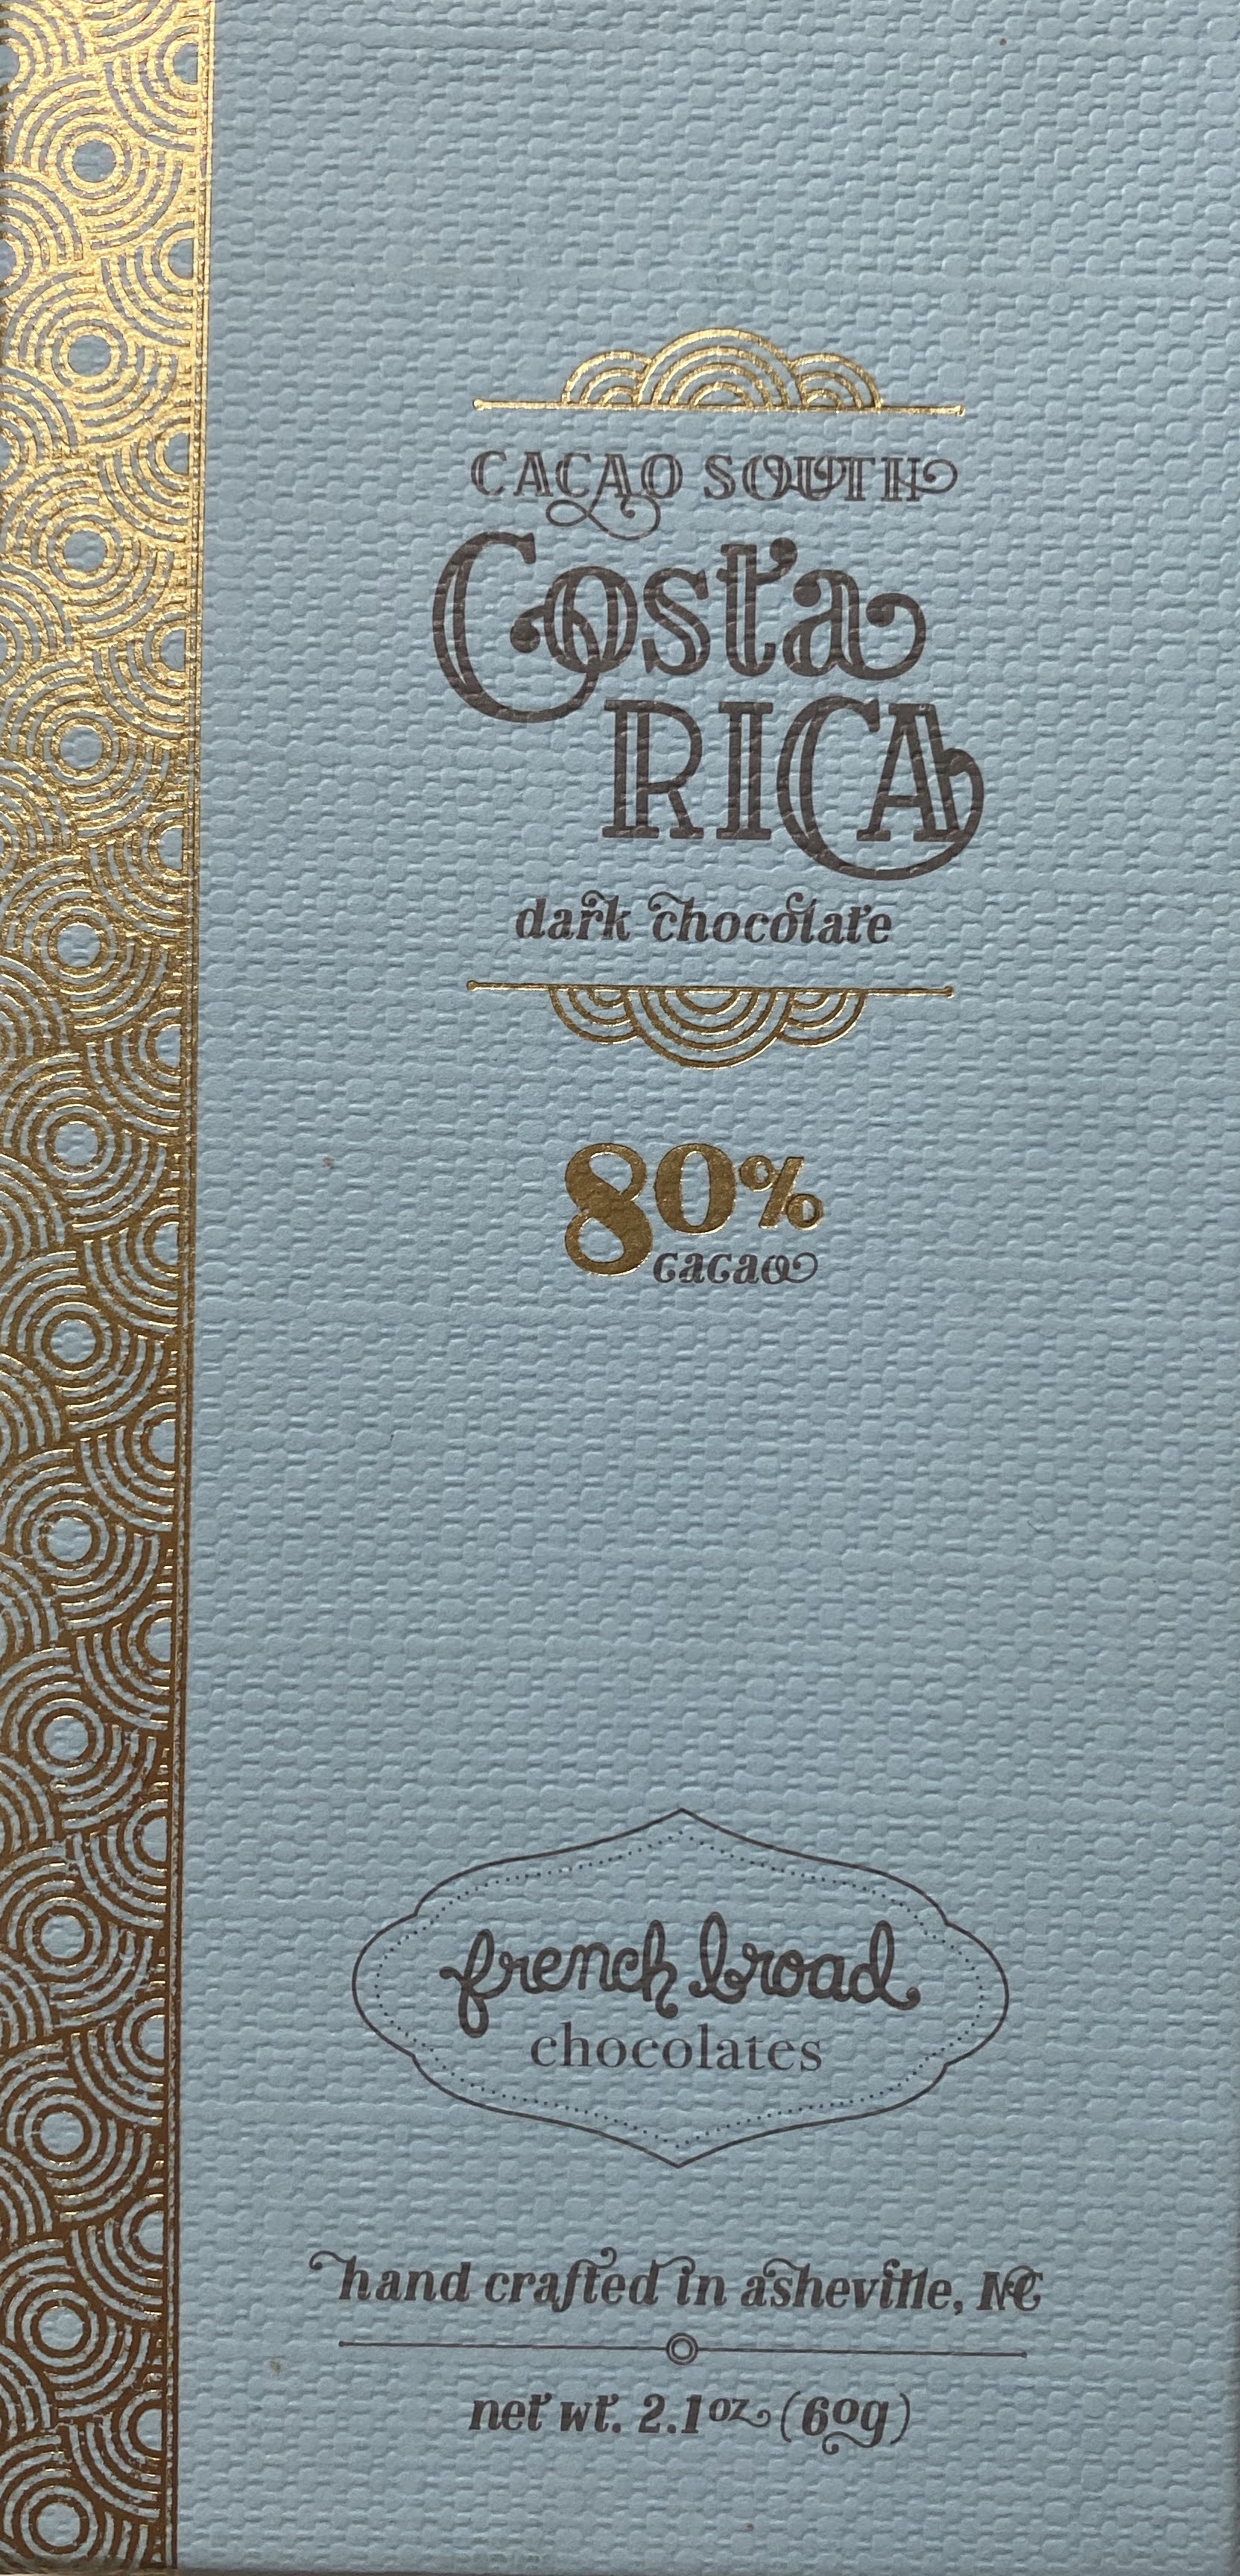 CACAO SOUTH
Costa
RICA
dark chocolate
80%
cacao
french broad
chocolates
hand crafted in asheville, NC
net wt. 2.1oz (60g)